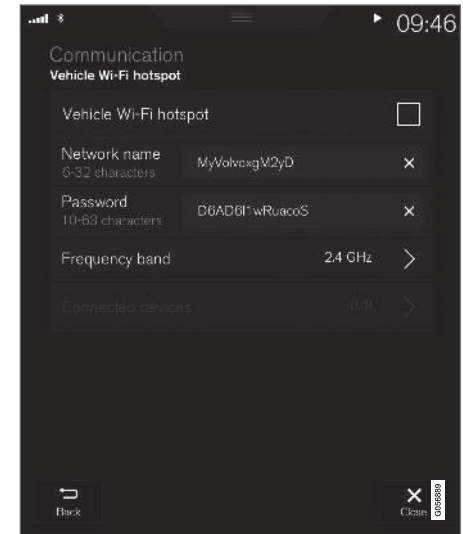 09:46
Communication
Vehicle Wi-Fi hotspot
Vehicle Wi-Fi hotspot
Network name
6-32 characters
MyVolvoxgM2yD
Password
10-63 characters
D6AD6l1wRuacoS
Frequency band
2.4 GHz
Connected devices
0/8
Back
Close
G056889